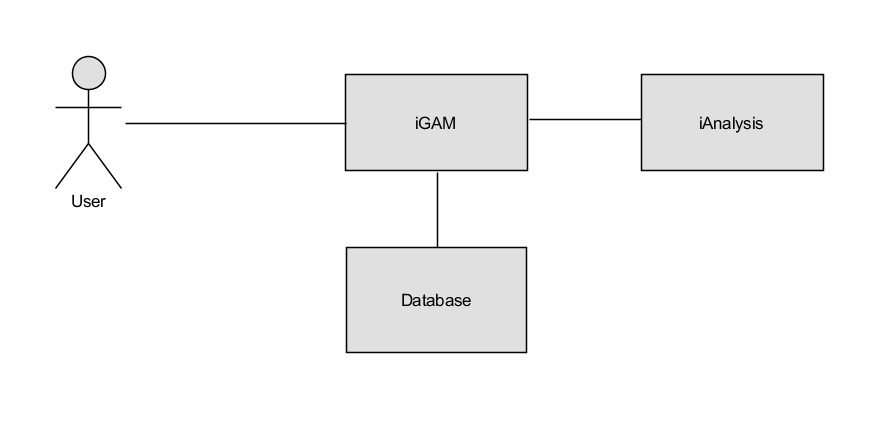 iGAM
iAnalysis
User
Database